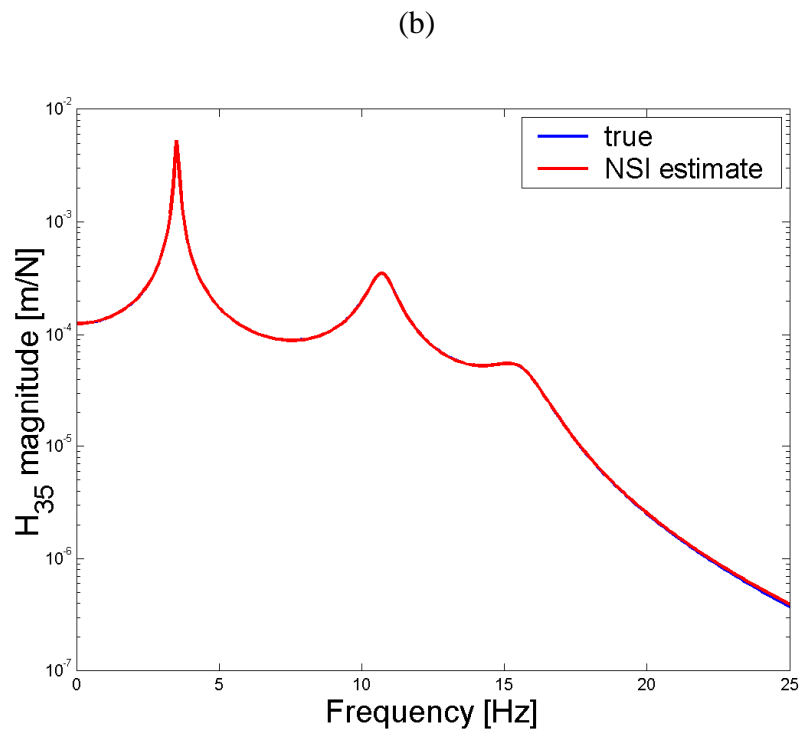 (b)
10^-2
10^-3
10^-4
10^-5
10^-6
10^-7
H_35 magnitude [m/N]
true
NSI estimate
0 5 10 15 20 25
Frequency [Hz]